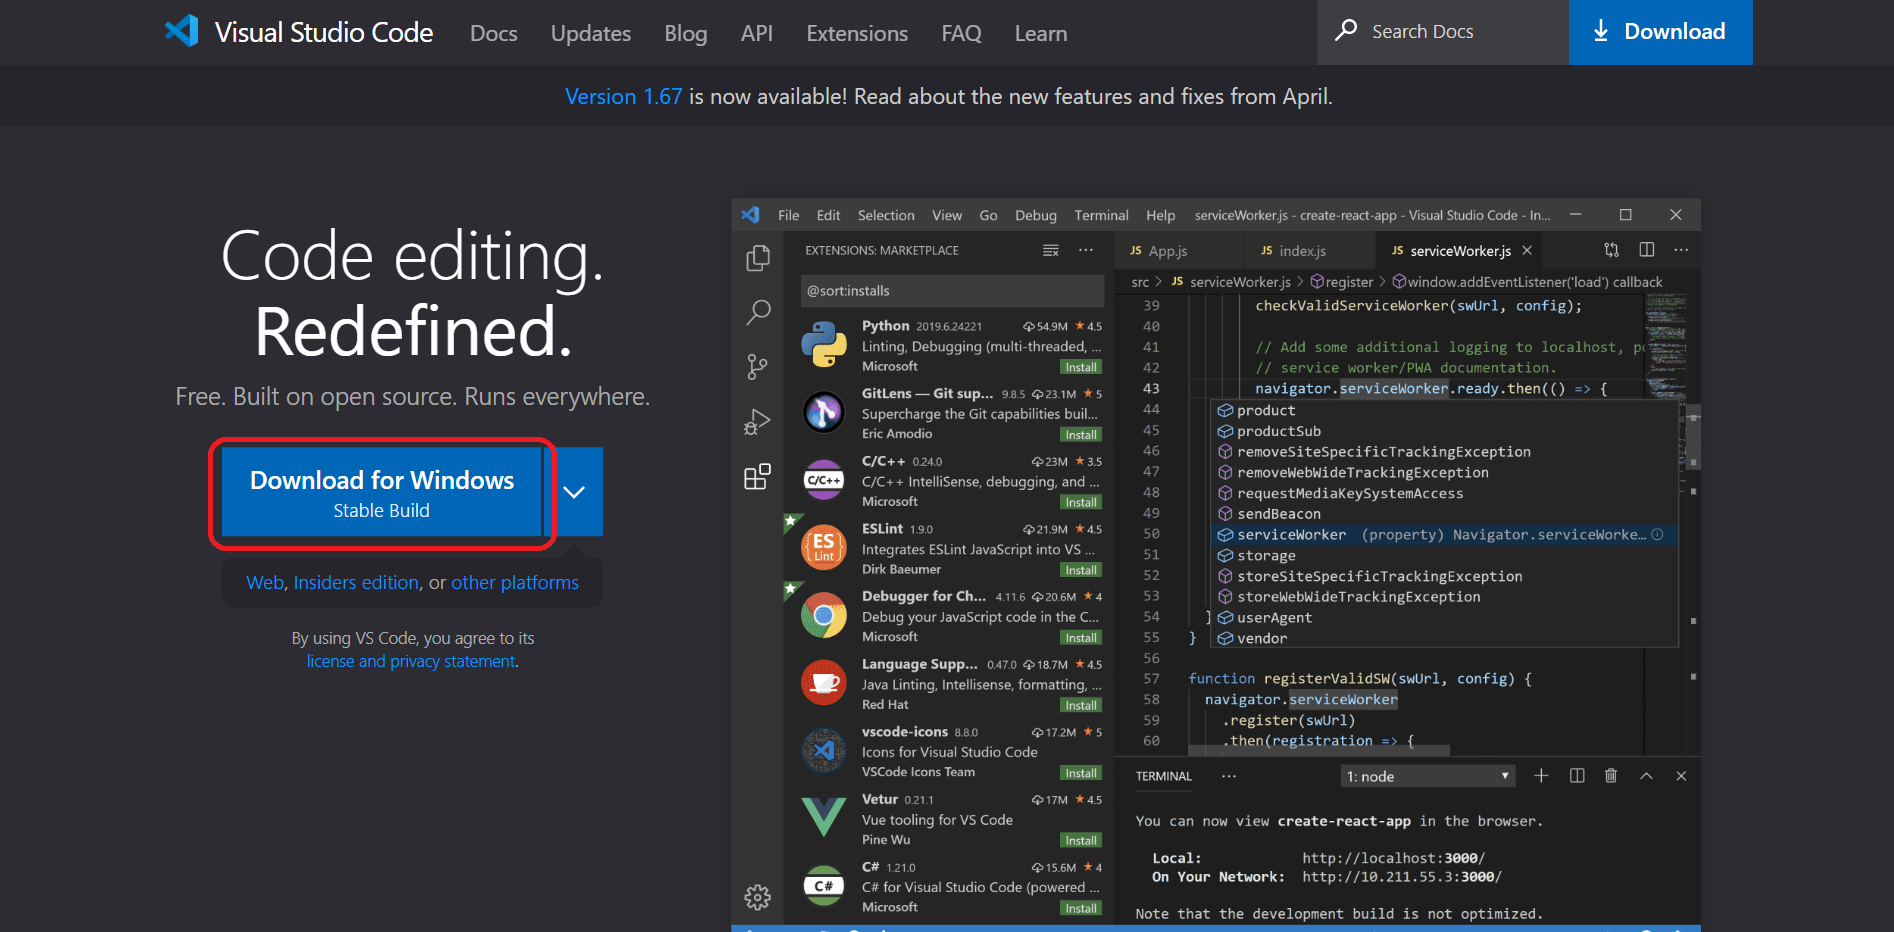 Visual Studio Code Docs Updates Blog API Extensions FAQ Learn Search Docs Download
Version 1.67 is now available! Read about the new features and fixes from April.
Code editing.
Redefined.
Free. Built on open source. Runs everywhere.
Download for Windows
Stable Build
Web, Insiders edition, or other platforms
By using VS Code, you agree to its
license and privacy statement.
File Edit Selection View Go Debug Terminal Help serviceWorker.js - create-react-app - Visual Studio Code - In...
EXTENSIONS: MARKETPLACE
@sort:installs
Python 2019.6.24221 54.9M ★ 4.5
Linting, Debugging (multi-threaded, ...
Microsoft Install
GitLens — Git sup... 9.8.5 23.1M ★ 5
Supercharge the Git capabilities buil...
Eric Amodio Install
C/C++
C/C++ 0.24.0 23M ★ 3.5
C/C++ IntelliSense, debugging, and ...
Microsoft Install
ES
Lint
ESLint 1.9.0 21.9M ★ 4.5
Integrates ESLint JavaScript into VS ...
Dirk Baeumer Install
Debugger for Ch... 4.11.6 20.6M ★ 4
Debug your JavaScript code in the C...
Microsoft Install
Language Supp... 0.47.0 18.7M ★ 4.5
Java Linting, Intellisense, formatting, ...
Red Hat Install
vscode-icons 8.8.0 17.2M ★ 5
Icons for Visual Studio Code
VSCode Icons Team Install
Vetur 0.21.1 17M ★ 4.5
Vue tooling for VS Code
Pine Wu Install
C#
C# 1.21.0 15.6M ★ 4
C# for Visual Studio Code (powered ...
Microsoft Install
JS App.js JS index.js JS serviceWorker.js
src > JS serviceWorker.js > register > window.addEventListener('load') callback
39 checkValidServiceWorker(swUrl, config);
40
41 // Add some additional logging to localhost, po
42 // service worker/PWA documentation.
43 navigator.serviceWorker.ready.then(() => {
44 product
45 productSub
46 removeSiteSpecificTrackingException
47 removeWebWideTrackingException
48 requestMediaKeySystemAccess
49 sendBeacon
50 serviceWorker (property) Navigator.serviceWorke...
51 storage
52 storeSiteSpecificTrackingException
53 storeWebWideTrackingException
54 } userAgent
55 } vendor
56
57 function registerValidSW(swUrl, config) {
58 navigator.serviceWorker
59 .register(swUrl)
60 .then(registration => {
TERMINAL ... 1: node
You can now view create-react-app in the browser.
Local: http://localhost:3000/
On Your Network: http://10.211.55.3:3000/
Note that the development build is not optimized.